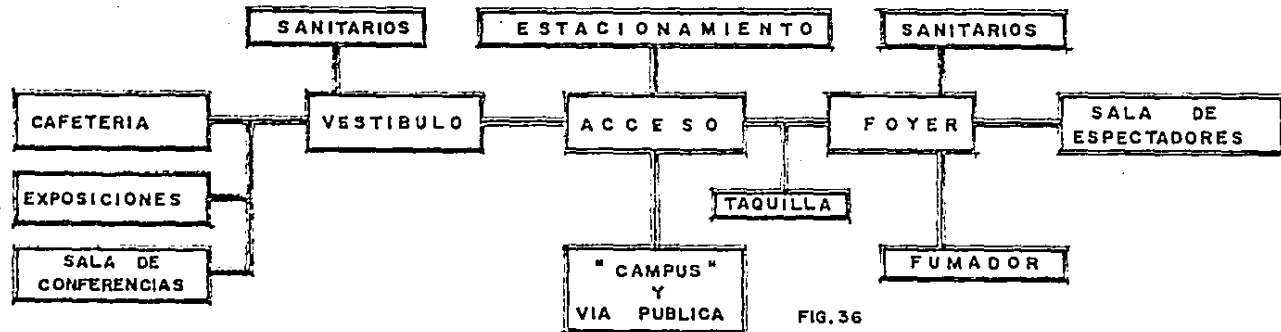 SANITARIOS
ESTACIONAMIENTO
SANITARIOS
CAFETERIA
VESTIBULO
ACCESO
FOYER
SALA DE
ESPECTADORES
EXPOSICIONES
TAQUILLA
SALA DE
CONFERENCIAS
" CAMPUS "
Y
VIA PUBLICA
FUMADOR
FIG. 36